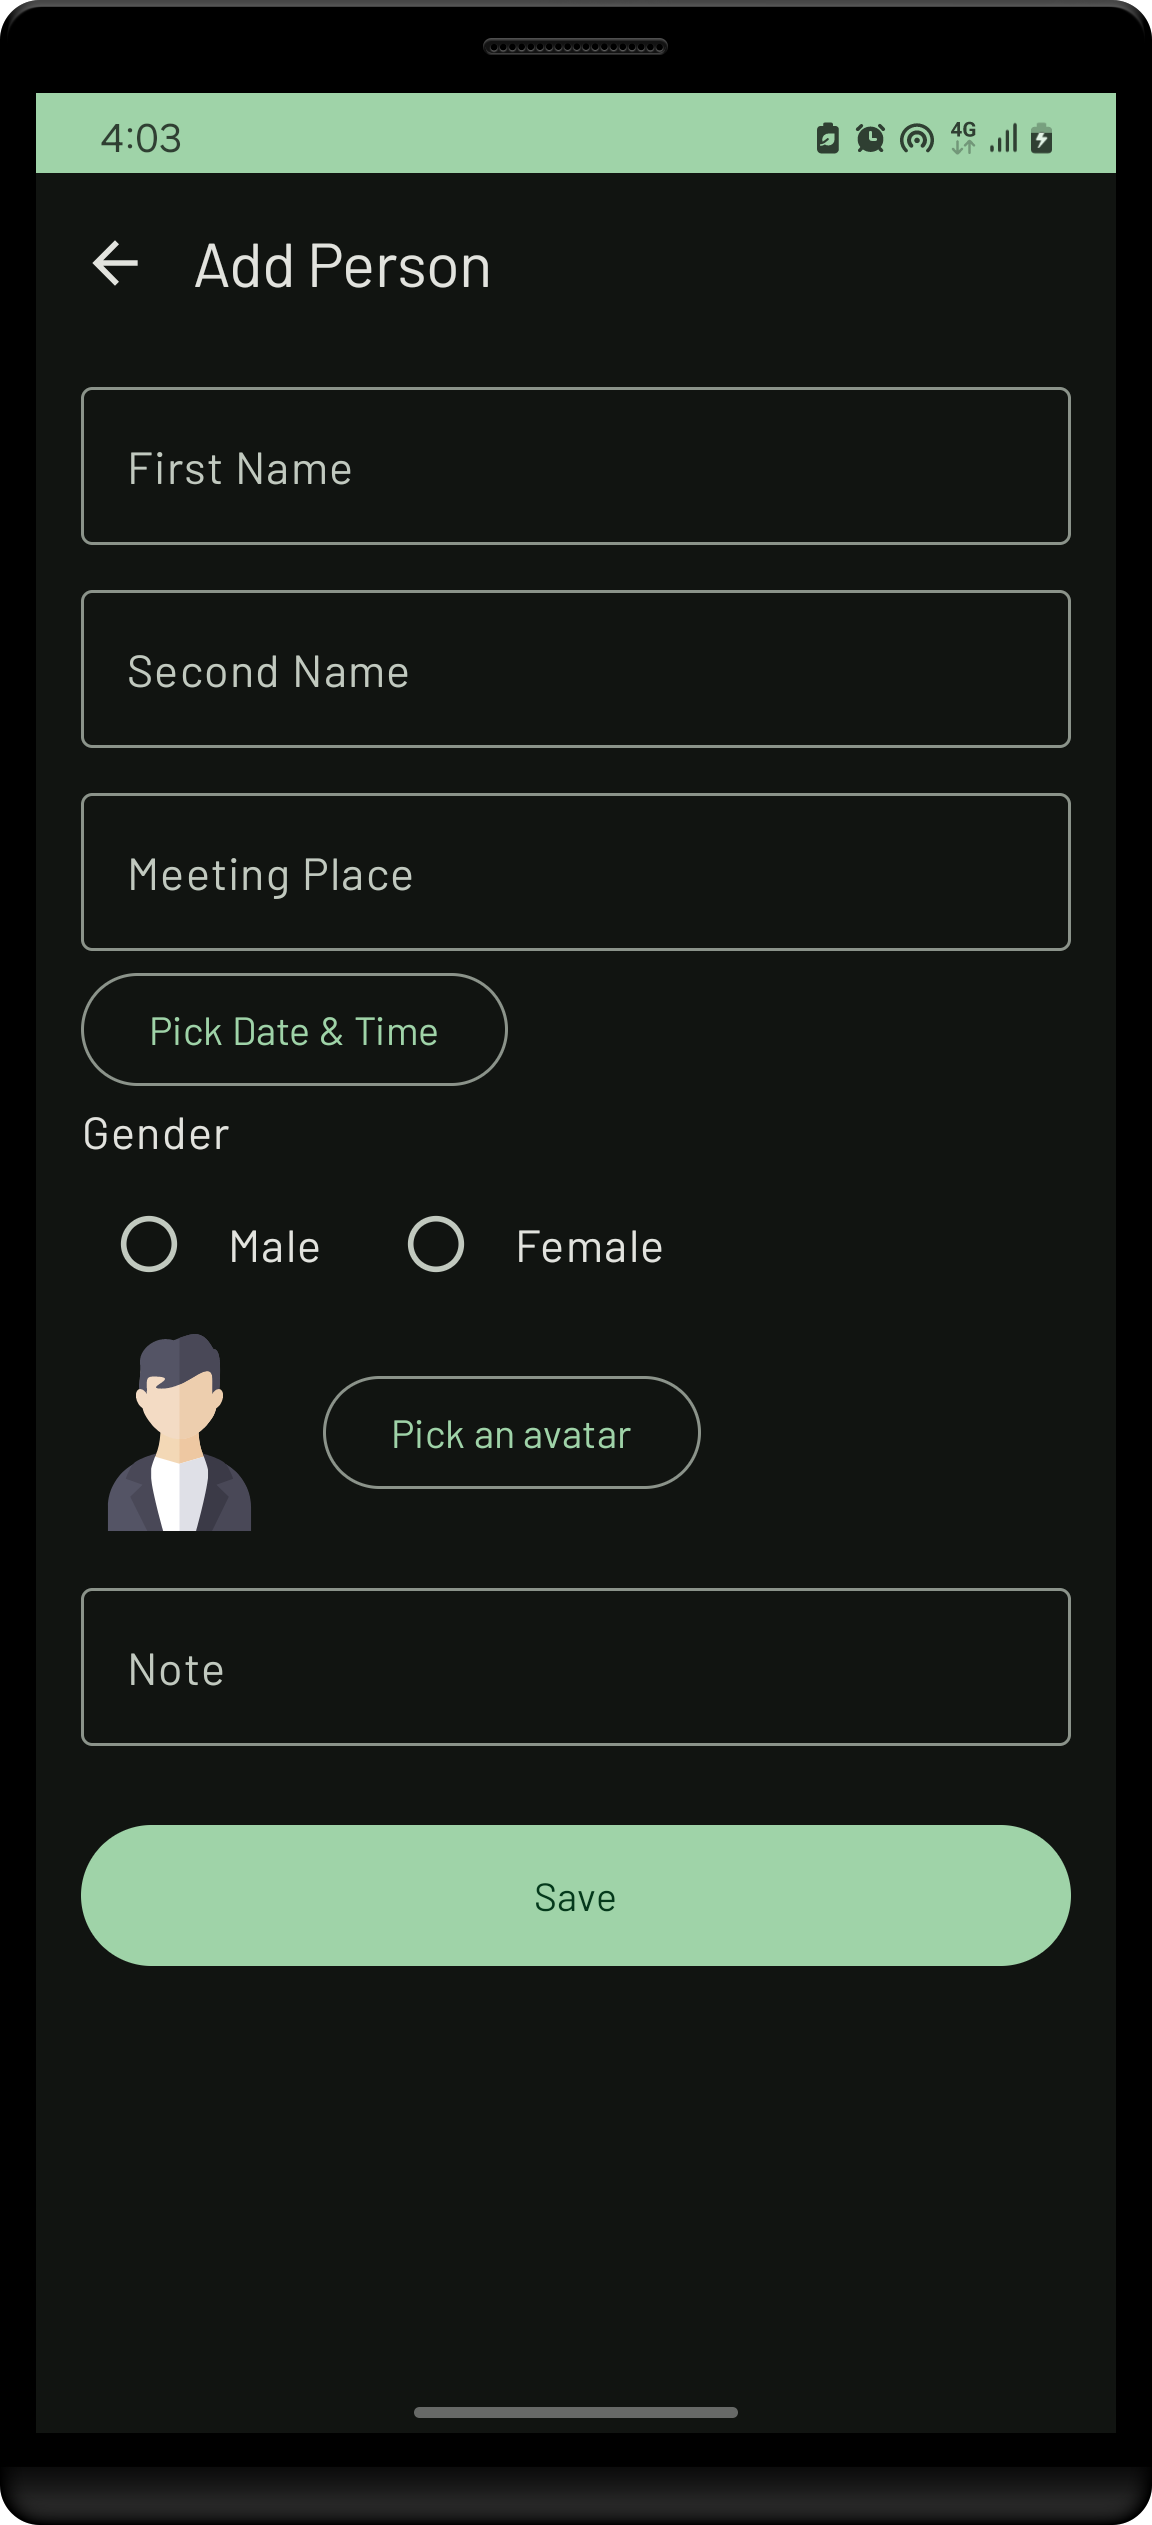 4:03
4G
Add Person
First Name
Second Name
Meeting Place
Pick Date & Time
Gender
Male
Female
Pick an avatar
Note
Save